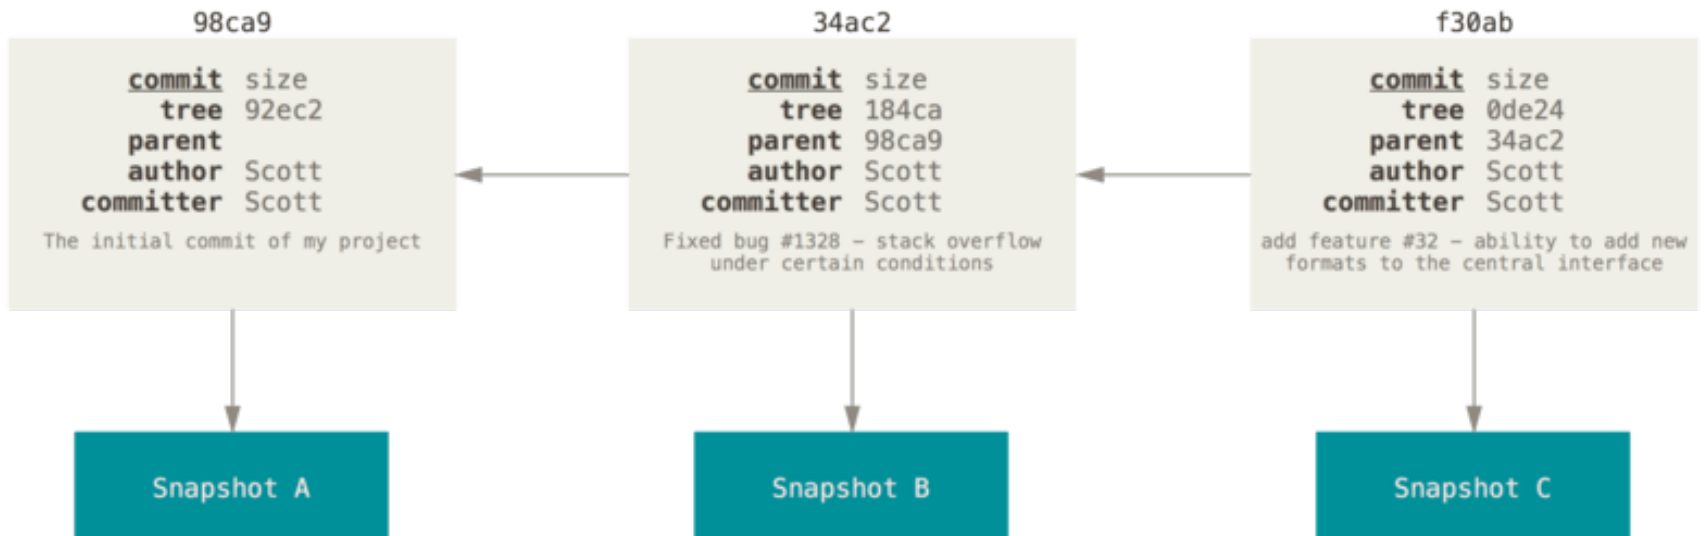 98ca9
commit size
tree 92ec2
parent
author Scott
committer Scott
The initial commit of my project
Snapshot A
34ac2
commit size
tree 184ca
parent 98ca9
author Scott
committer Scott
Fixed bug #1328 – stack overflow
under certain conditions
Snapshot B
f30ab
commit size
tree 0de24
parent 34ac2
author Scott
committer Scott
add feature #32 – ability to add new
formats to the central interface
Snapshot C